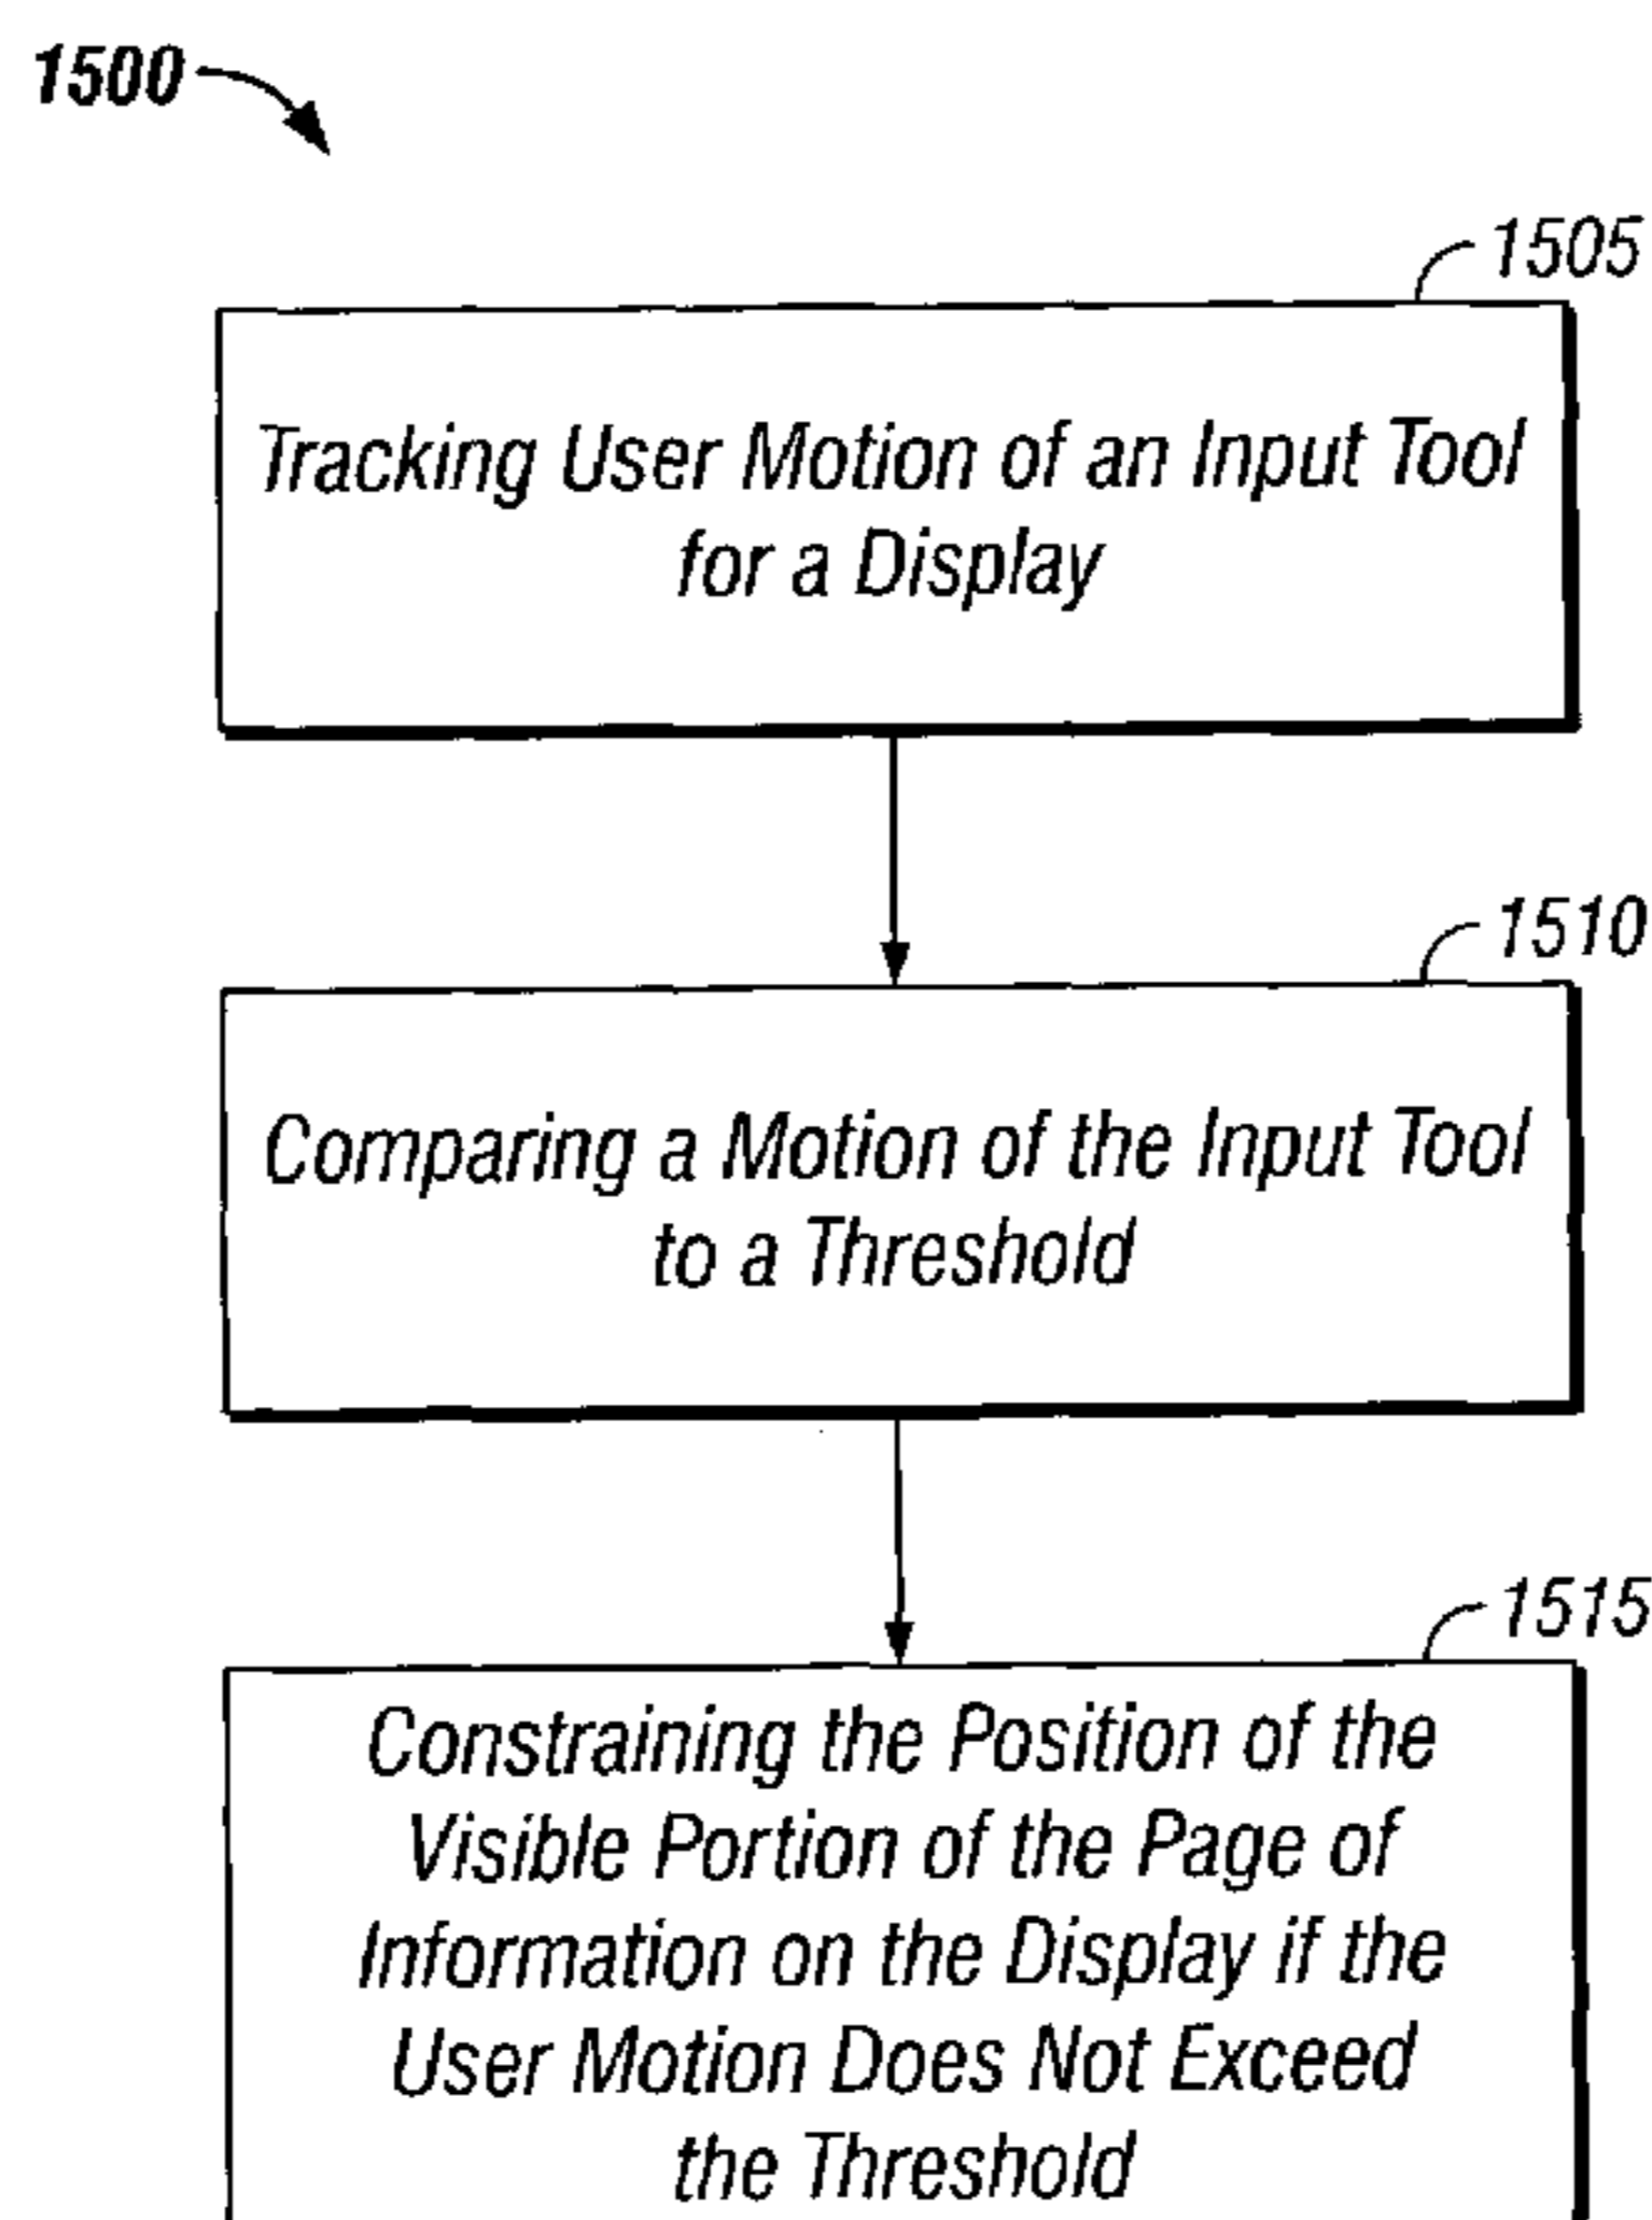 1500
1505
Tracking User Motion of an Input Tool
for a Display
1510
Comparing a Motion of the Input Tool
to a Threshold
1515
Constraining the Position of the
Visible Portion of the Page of
Information on the Display if the
User Motion Does Not Exceed
the Threshold